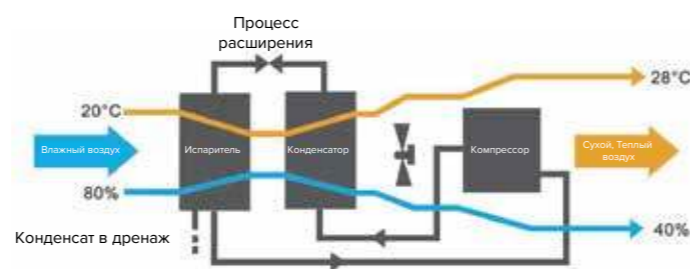 Процесс
расширения
20°C
28°C
Влажный воздух
Испаритель
Конденсатор
Компрессор
Сухой, Теплый
воздух
80%
40%
Конденсат в дренаж